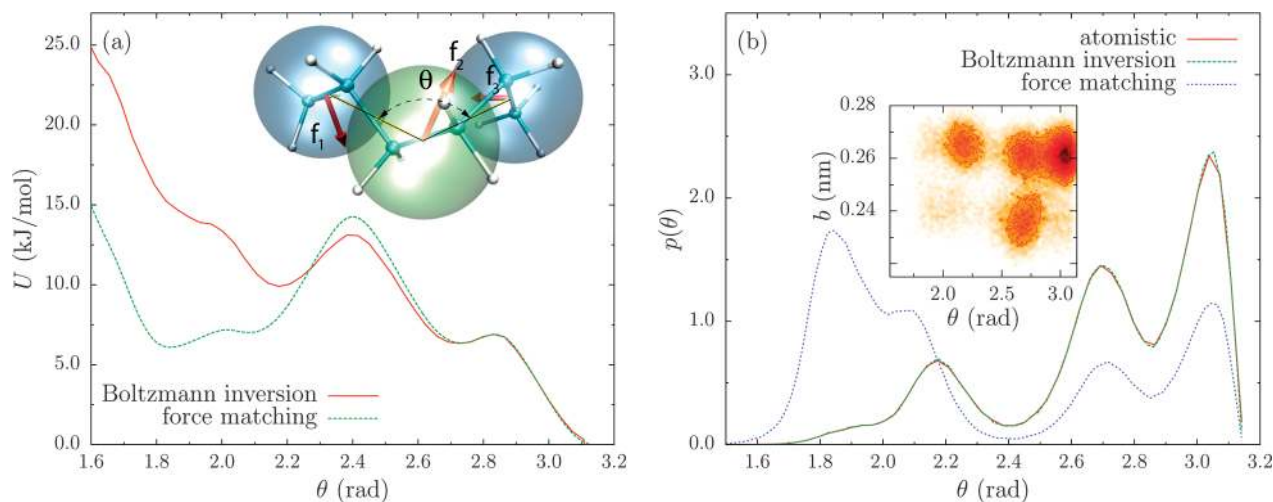 (a)
25.0
20.0
15.0
10.0
5.0
0.0
U (kJ/mol)
1.6 1.8 2.0 2.2 2.4 2.6 2.8 3.0 3.2
θ (rad)
f1
θ
f2
f3
Boltzmann inversion
force matching
(b)
atomistic
Boltzmann inversion
force matching
3.0
2.0
1.0
0.0
p(θ)
1.6 1.8 2.0 2.2 2.4 2.6 2.8 3.0 3.2
θ (rad)
0.28
0.26
0.24
b (nm)
2.0 2.5 3.0
θ (rad)